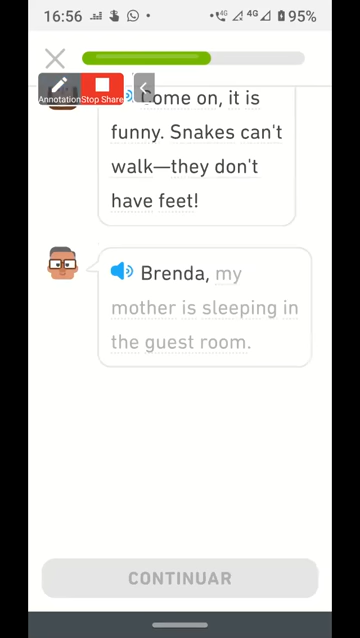 16:56 4G 4G 95%
Annotation Stop Share
Come on, it is
funny. Snakes can't
walk—they don't
have feet!
Brenda, my
mother is sleeping in
the guest room.
CONTINUAR